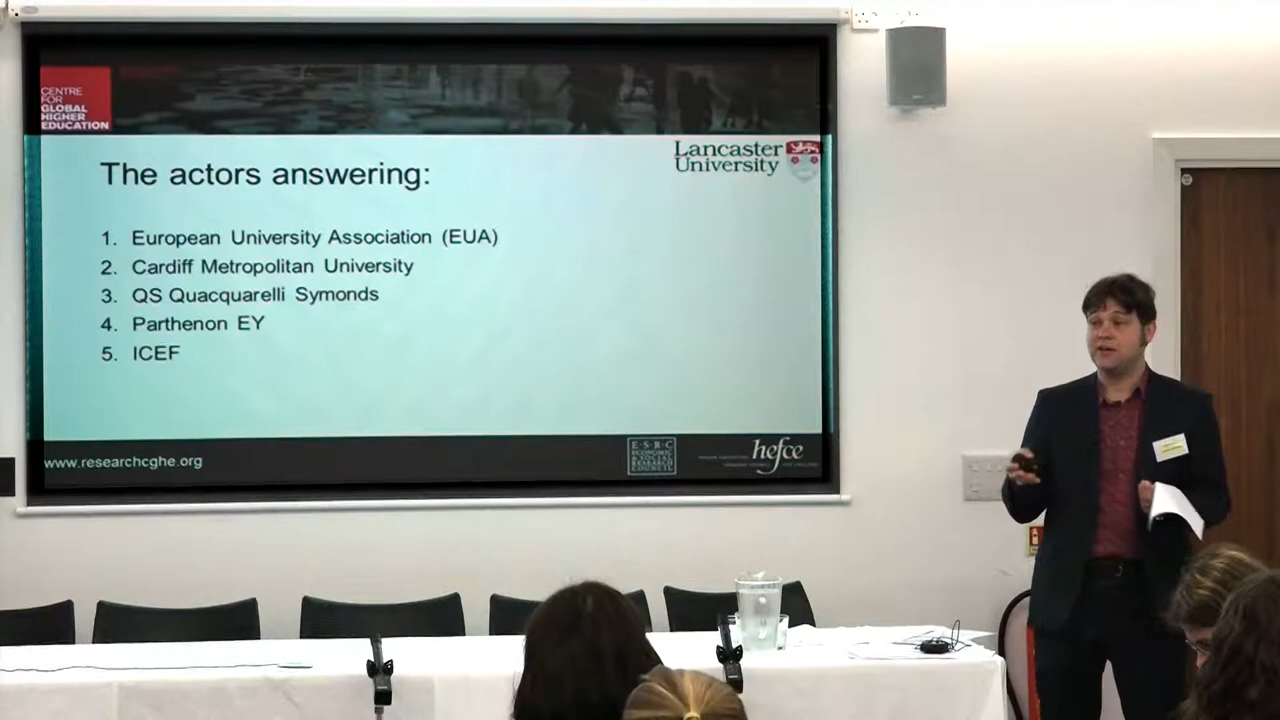 CENTRE
FOR
GLOBAL
HIGHER
EDUCATION
Lancaster
University
The actors answering:
1. European University Association (EUA)
2. Cardiff Metropolitan University
3. QS Quacquarelli Symonds
4. Parthenon EY
5. ICEF
www.researchcghe.org
E·S·R·C
ECONOMIC
& SOCIAL
RESEARCH
COUNCIL
hefce